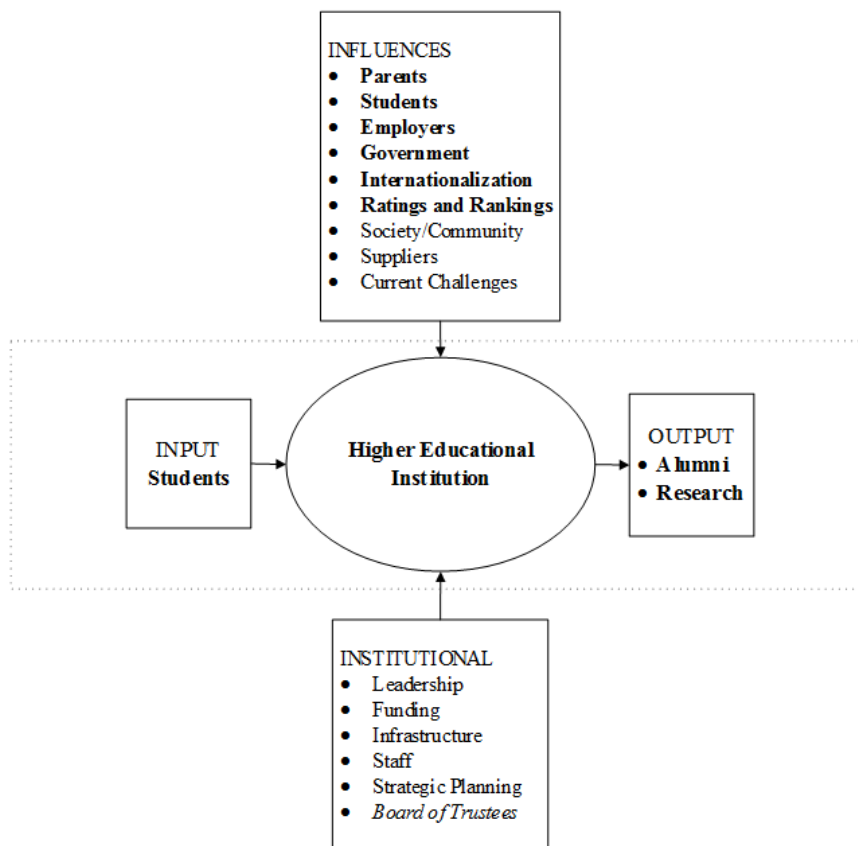 INFLUENCES
• Parents
• Students
• Employers
• Government
• Internationalization
• Ratings and Rankings
• Society/Community
• Suppliers
• Current Challenges
INPUT
Students
Higher Educational
Institution
OUTPUT
• Alumni
• Research
INSTITUTIONAL
• Leadership
• Funding
• Infrastructure
• Staff
• Strategic Planning
• Board of Trustees